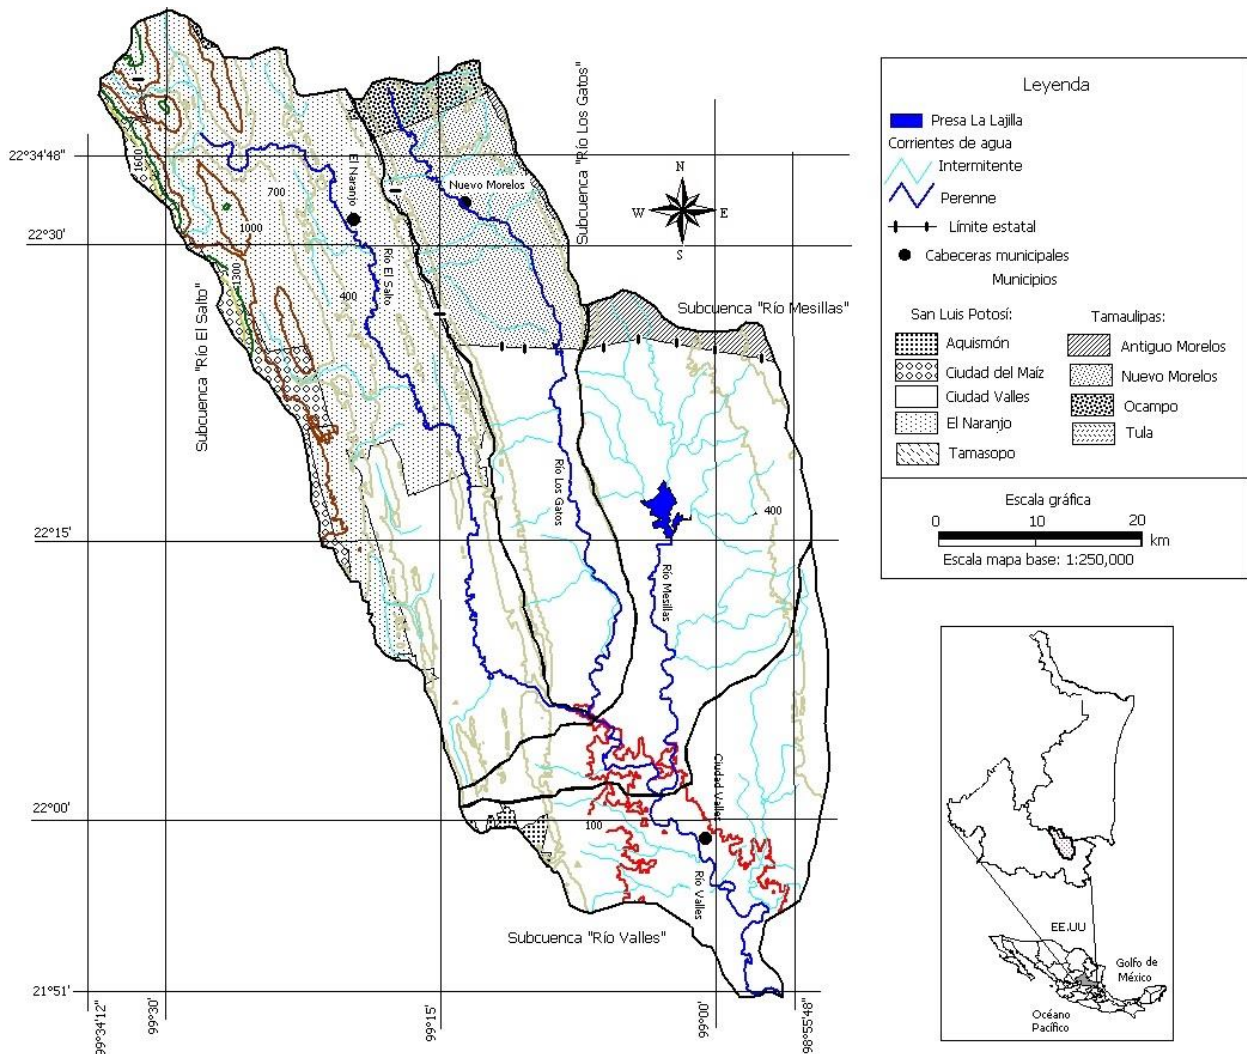 Leyenda
Presa La Lajilla
Corrientes de agua
Intermitente
Perenne
Límite estatal
Cabeceras municipales
Municipios
San Luis Potosí:
Aquismón
Ciudad del Maíz
Ciudad Valles
El Naranjo
Tamasopo
Tamaulipas:
Antiguo Morelos
Nuevo Morelos
Ocampo
Tula
Escala gráfica
0 10 20
km
Escala mapa base: 1:250,000
N
W E
S
Subcuenca "Río Los Gatos"
Subcuenca "Río Mesillas"
Subcuenca "Río El Salto"
Subcuenca "Río Valles"
22°34'48"
22°30'
22°15'
22°00'
21°51'
99°34'12"
99°30'
99°15'
99°00'
98°55'48"
1600
700
1000
1300
400
400
100
El Naranjo
Nuevo Morelos
Río El Salto
Río Los Gatos
Río Mesillas
Ciudad Valles
Río Valles
EE.UU
Golfo de
México
Océano
Pacífico